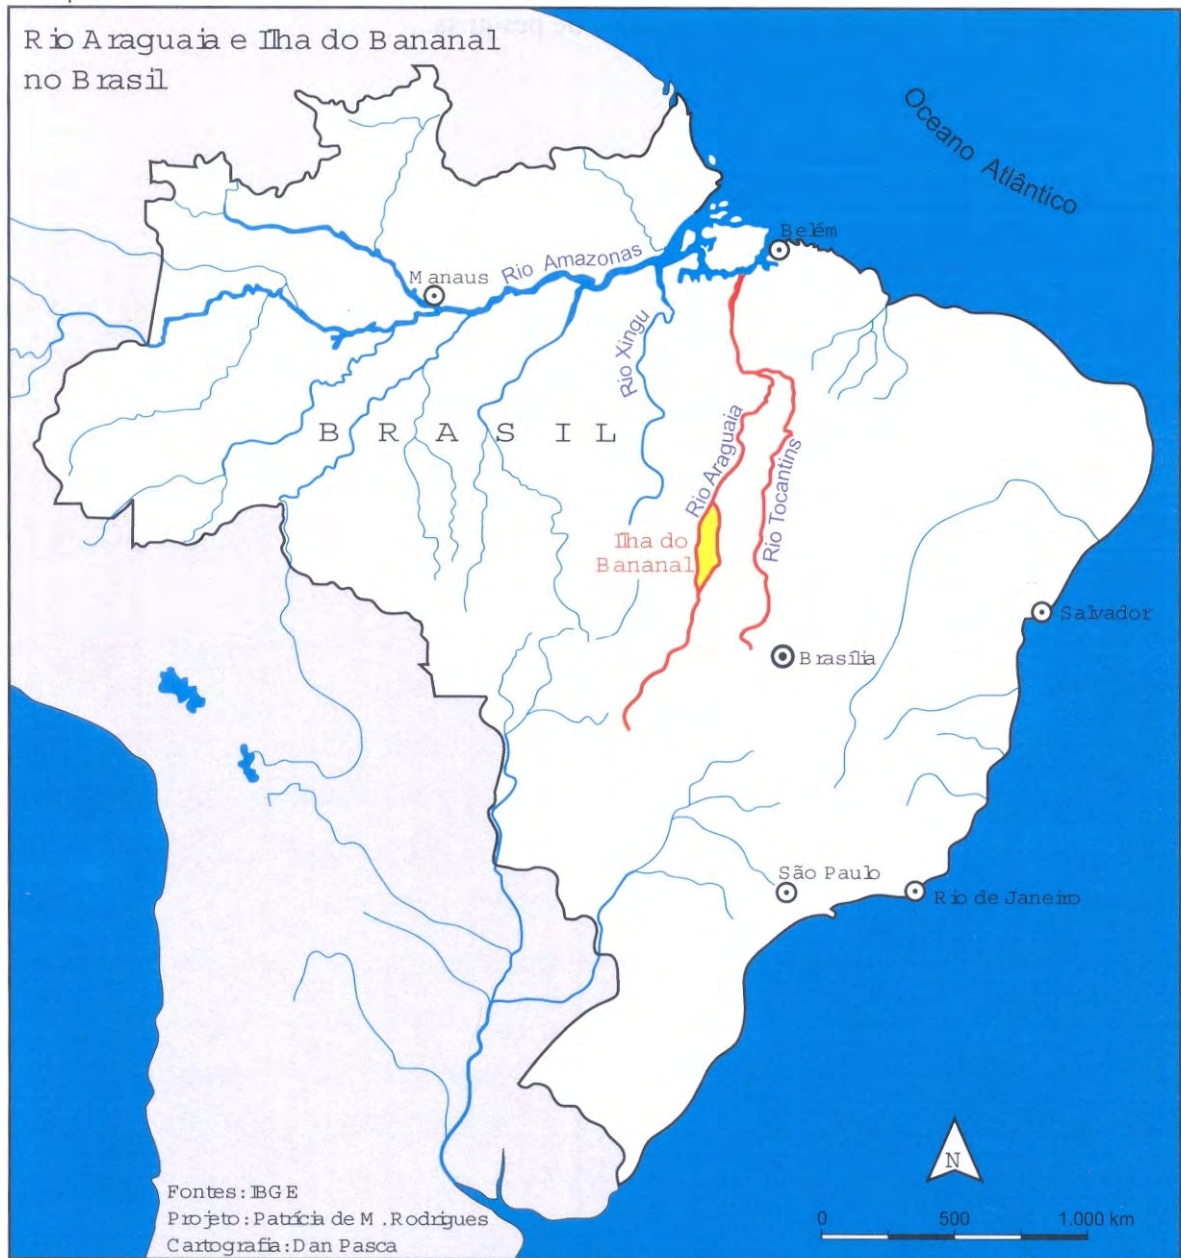 Rio Araguaia e Ilha do Bananal
no Brasil
Oceano Atlântico
Belém
Manaus
Rio Amazonas
Rio Xingu
BRASIL
Rio Araguaia
Rio Tocantins
Ilha do
Bananal
Salvador
Brasília
São Paulo
Rio de Janeiro
N
0 500 1.000 km
Fontes: IBGE
Projeto: Patrícia de M. Rodrigues
Cartografia: Dan Pasca